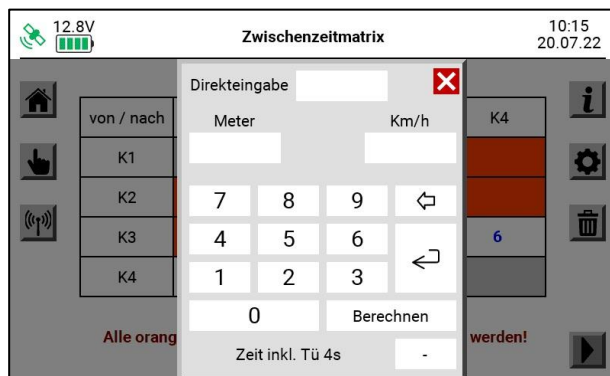 12.8V
Zwischenzeitmatrix
10:15
20.07.22
Direkteingabe
Meter Km/h
von / nach K4
K1
K2
K3 6
K4
7 8 9
4 5 6
1 2 3
0 Berechnen
Zeit inkl. Tü 4s -
Alle orang werden!